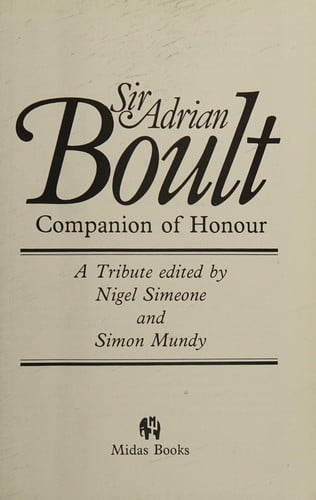 Sir Adrian
Boult
Companion of Honour
A Tribute edited by
Nigel Simeone
and
Simon Mundy
Midas Books